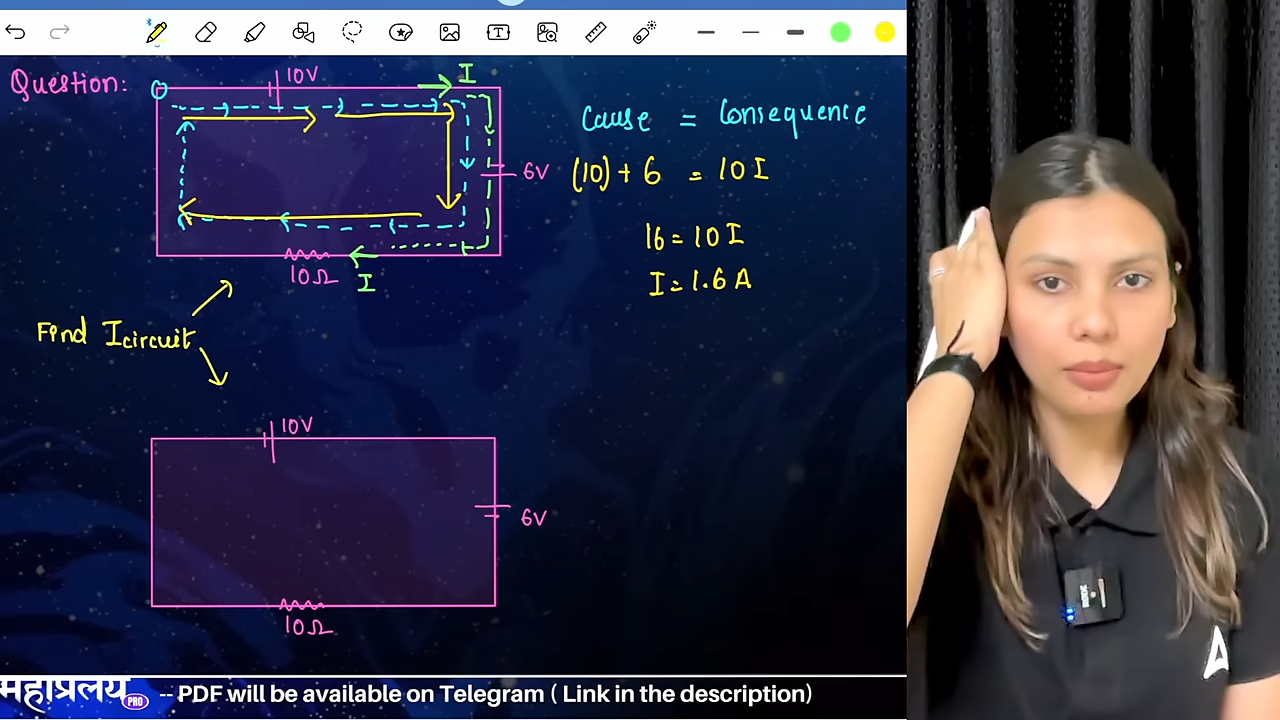 Question:
10V
I
6V
10Ω
I
Cause = Consequence
(10) + 6 = 10 I
16 = 10 I
I = 1.6 A
Find Icircuit
10V
6V
10Ω
महाप्रलय PRO -- PDF will be available on Telegram ( Link in the description)